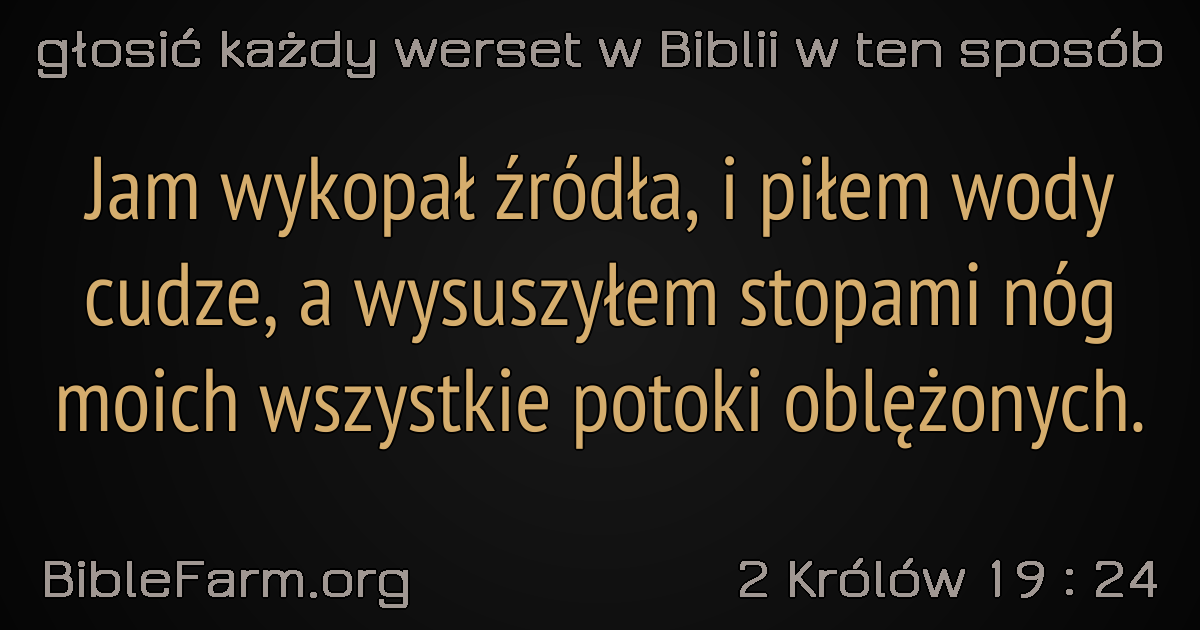 głosić każdy werset w Biblii w ten sposób
Jam wykopał źródła, i piłem wody
cudze, a wysuszyłem stopami nóg
moich wszystkie potoki oblężonych.
BibleFarm.org
2 Królów 19 : 24